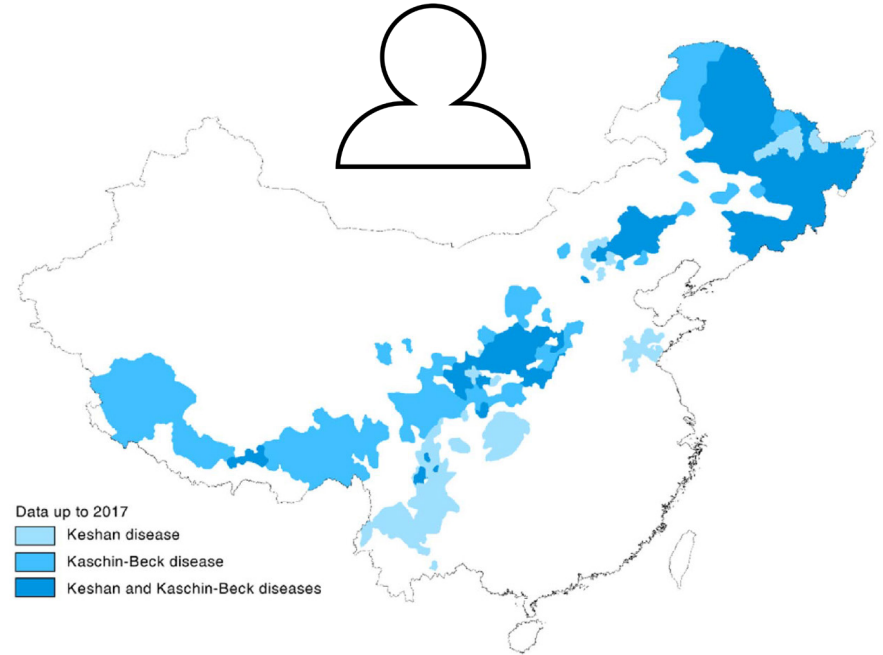 Data up to 2017
Keshan disease
Kaschin-Beck disease
Keshan and Kaschin-Beck diseases